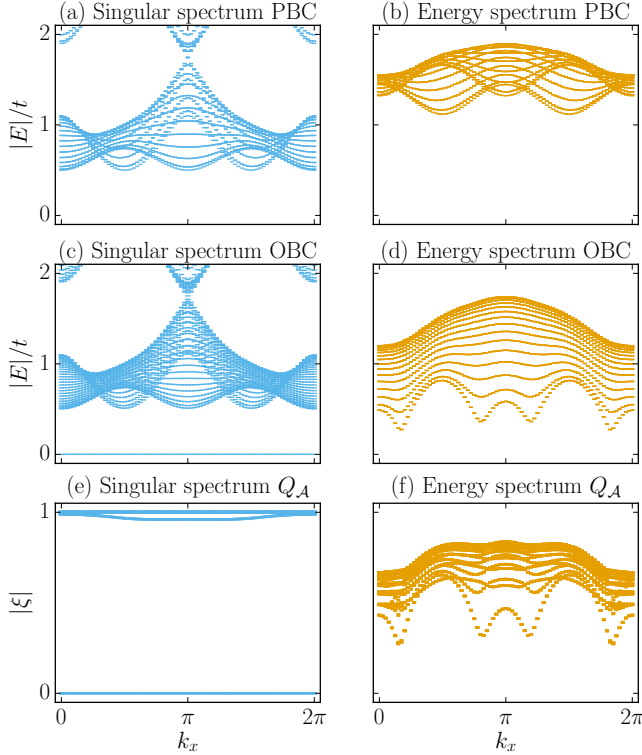 (a) Singular spectrum PBC
(b) Energy spectrum PBC
2
1
0
|E|/t
(c) Singular spectrum OBC
(d) Energy spectrum OBC
2
1
0
|E|/t
(e) Singular spectrum Q_𝒜
(f) Energy spectrum Q_𝒜
1
0
|ξ|
0
π
2π
0
π
2π
k_x
k_x